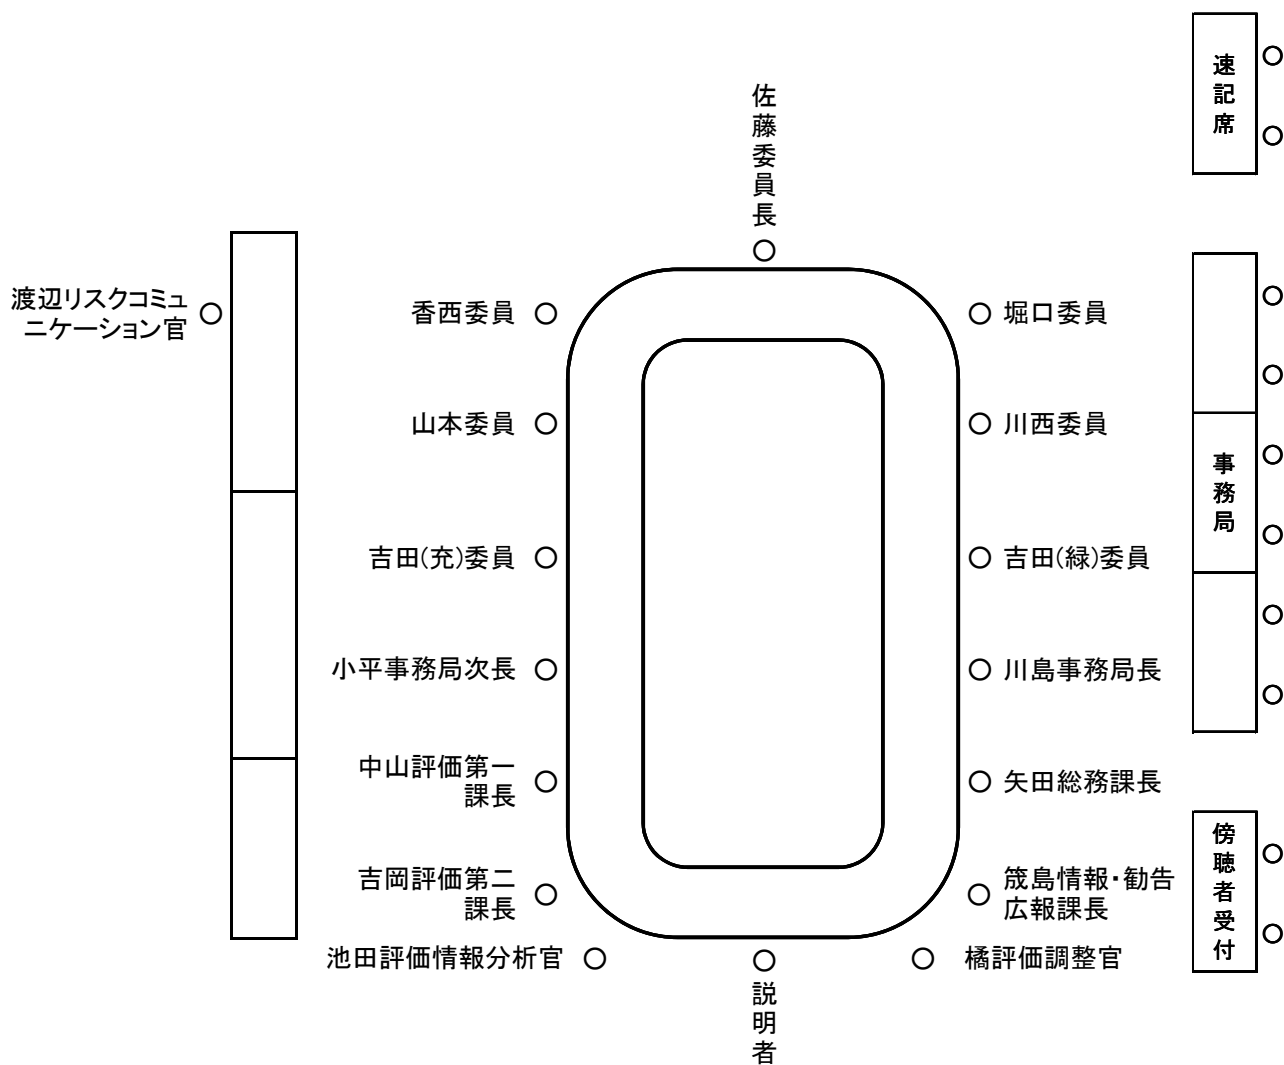 速記席
佐藤委員長
渡辺リスクコミュ
ニケーション官
香西委員
堀口委員
山本委員
川西委員
事務局
吉田(充)委員
吉田(緑)委員
小平事務局次長
川島事務局長
中山評価第一
課長
矢田総務課長
吉岡評価第二
課長
筬島情報・勧告
広報課長
傍聴者受付
池田評価情報分析官
橘評価調整官
説明者